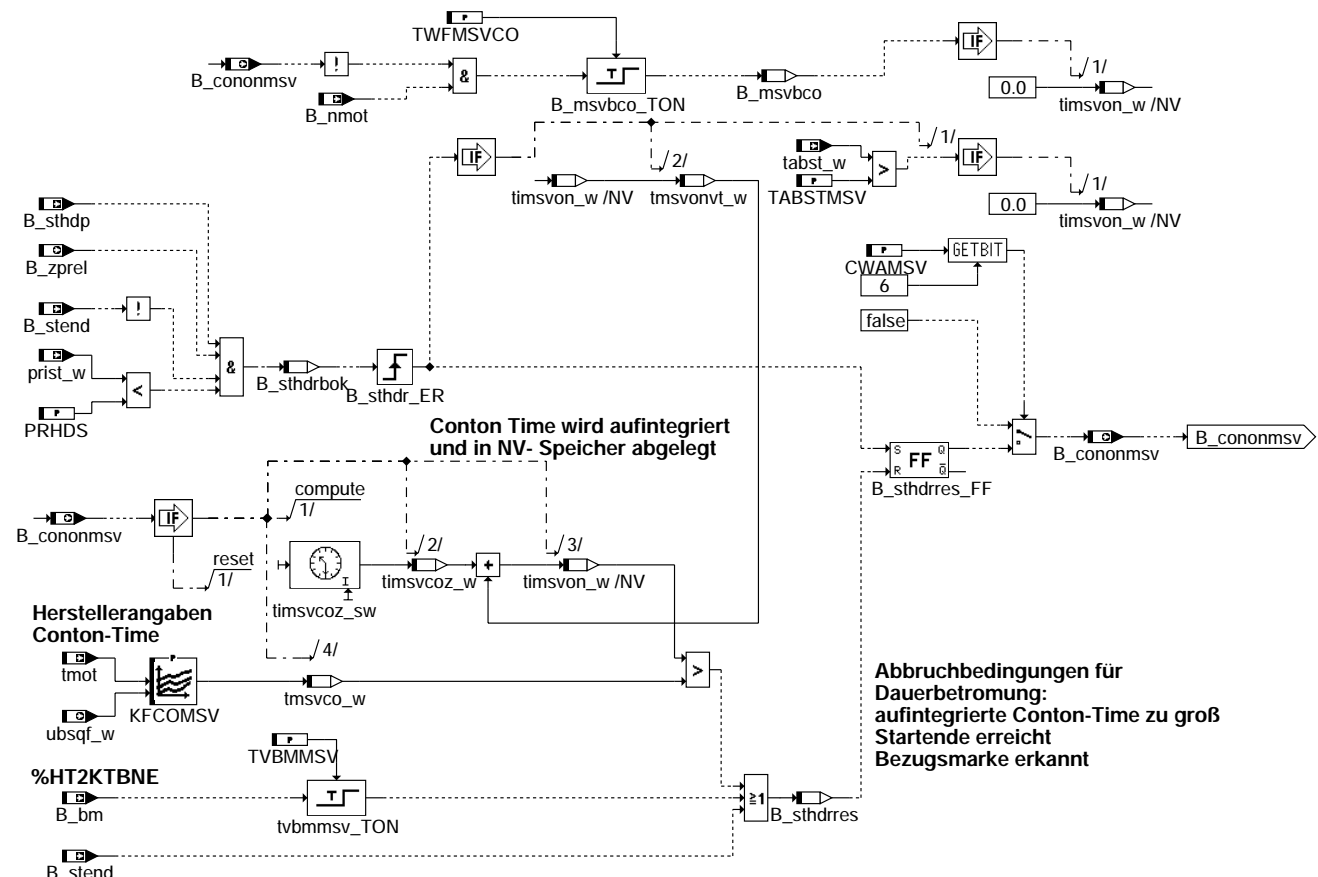 P
TWFMSVCO
IF
B_cononmsv
!
&
T
/1/
0.0
B_nmot
B_msvbco_TON
B_msvbco
timsvon_w /NV
IF
/2/
/1/
tabst_w
>
IF
/1/
timsvon_w /NV
tmsvonvt_w
P
TABSTMSV
0.0
timsvon_w /NV
B_sthdp
B_zprel
P
GETBIT
CWAMSV
6
B_stend
!
false
prist_w
<
&
B_sthdrbok
B_sthdr_ER
P
PRHDS
Conton Time wird aufintegriert
und in NV- Speicher abgelegt
B_cononmsv
B_cononmsv
S
Q
FF
R
Q
B_sthdrres_FF
compute
1/
B_cononmsv
IF
reset
1/
/2/
/3/
timsvcoz_w
+
timsvon_w /NV
I
timsvcoz_sw
Herstellerangaben
Conton-Time
/4/
tmot
P
KFCOMSV
tmsvco_w
>
ubsqf_w
Abbruchbedingungen für
Dauerbetromung:
aufintegrierte Conton-Time zu groß
Startende erreicht
Bezugsmarke erkannt
P
TVBMMSV
%HT2KTBNE
B_bm
T
tvbmmsv_TON
≧1
B_sthdrres
B_stend